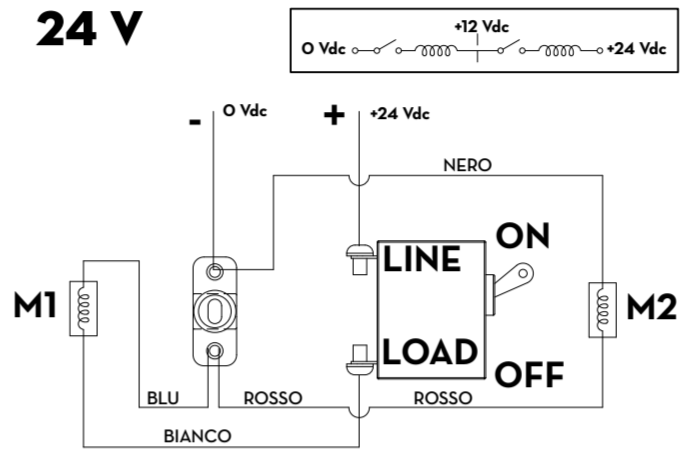 24 V
+12 Vdc
0 Vdc
+24 Vdc
-
0 Vdc
+
+24 Vdc
NERO
ON
LINE
M1
M2
LOAD
OFF
BLU
ROSSO
ROSSO
BIANCO